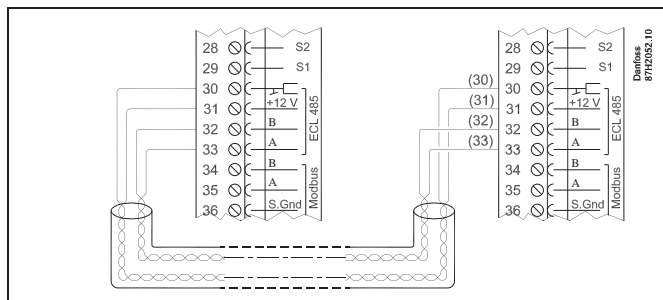 28 S2
29 S1
30
31 +12 V
32 B
33 A
34 B
35 A
36 S.Gnd
ECL 485
Modbus
(30)
(31)
(32)
(33)
28 S2
29 S1
30
31 +12 V
32 B
33 A
34 B
35 A
36 S.Gnd
ECL 485
Modbus
Danfoss
87H2052.10